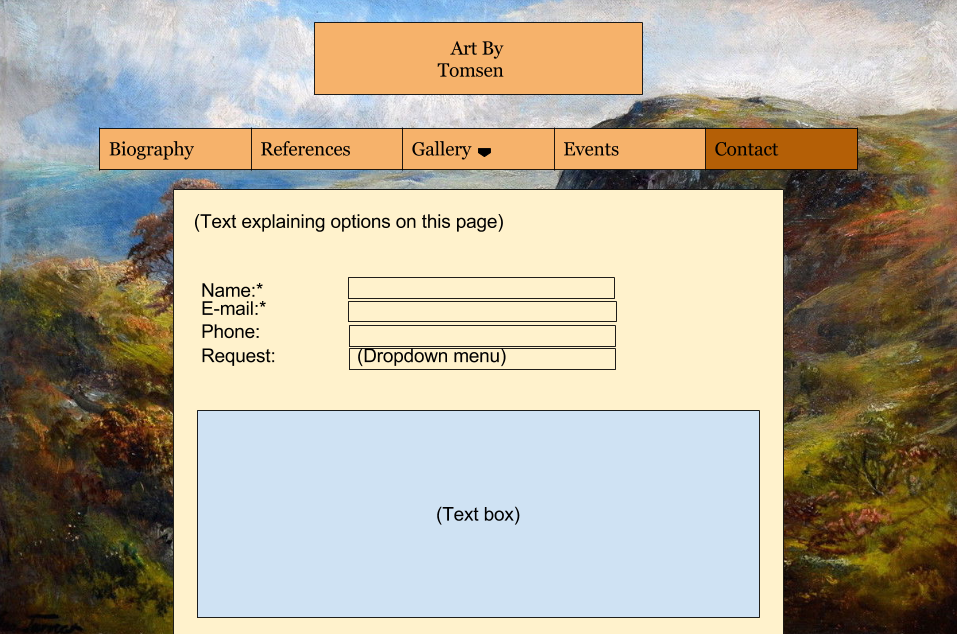 Art By
Tomsen
Biography References Gallery Events Contact
(Text explaining options on this page)
Name:*
E-mail:*
Phone:
Request: (Dropdown menu)
(Text box)